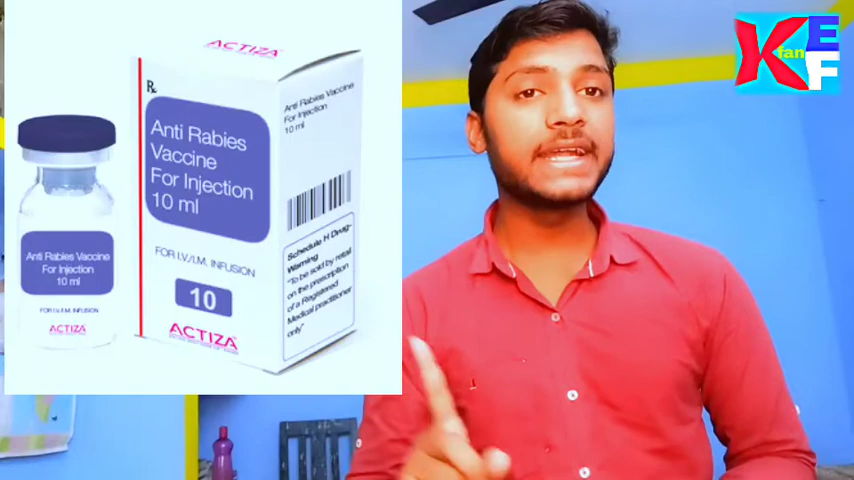 ACTIZA
Rx
Anti Rabies
Vaccine
For Injection
10 ml
FOR I.V./I.M. INFUSION
10
ACTIZA
Anti Rabies Vaccine
For Injection
10 ml
Schedule H Drug-
Warning
"To be sold by retail
on the prescription
of a Registered
Medical practitioner
only"
Anti Rabies Vaccine
For Injection
10 ml
FOR I.V./I.M. INFUSION
ACTIZA
K
fan
E
F